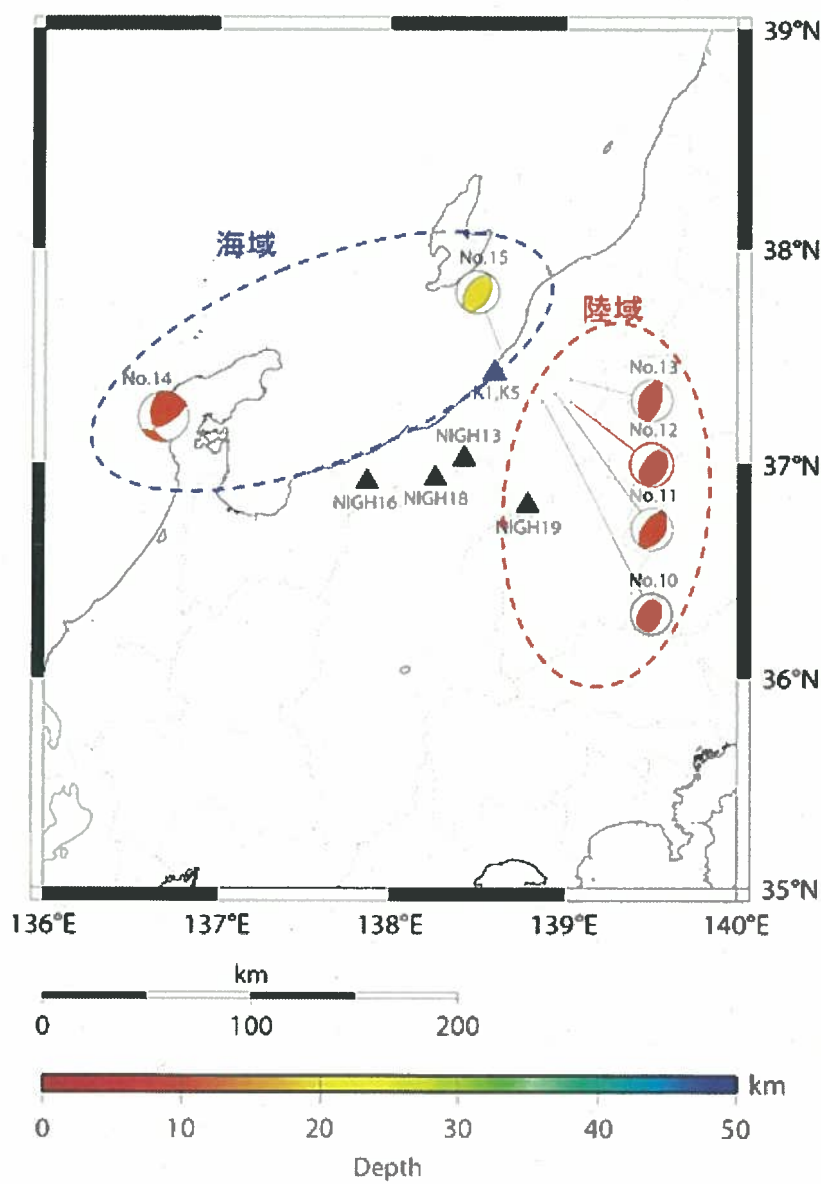 39°N
38°N
海域
No.15
陸域
No.14
No.13
K1,K5
No.12
NIGH13
37°N
No.11
NIGH16
NIGH18
NIGH19
No.10
36°N
35°N
136°E 137°E 138°E 139°E 140°E
km
0 100 200
km
0 10 20 30 40 50
Depth